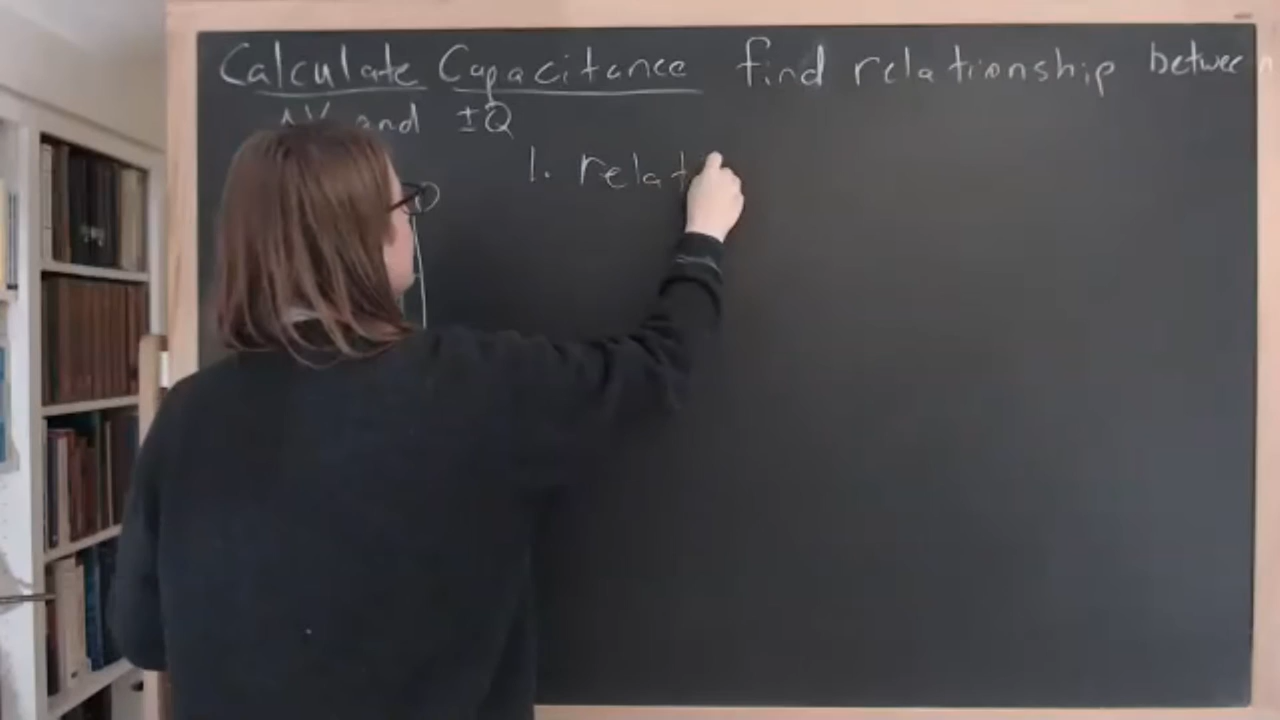 Calculate Capacitance find relationship between
ΔV and ±Q
1. relat